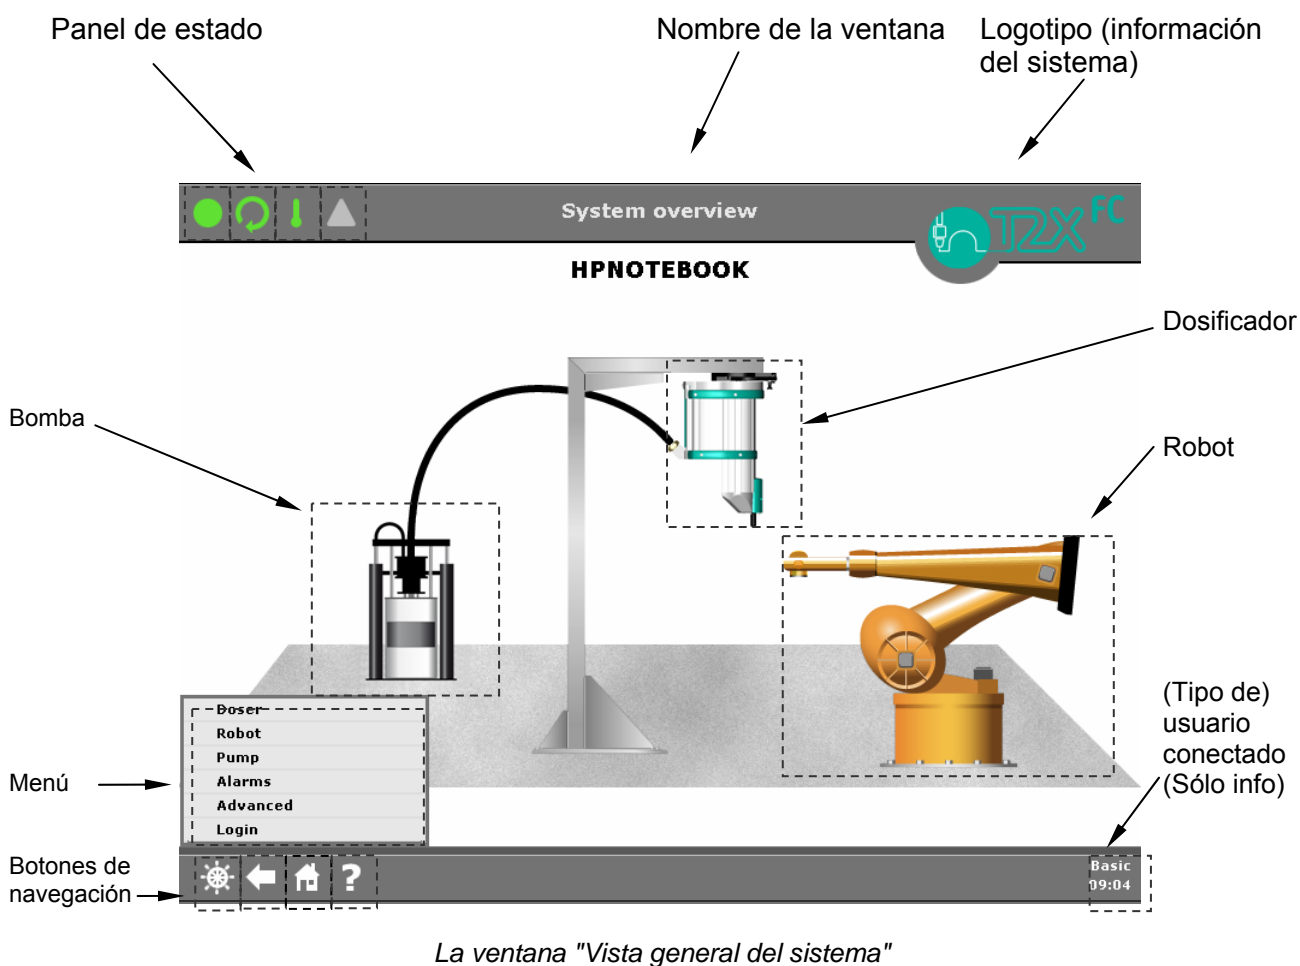 Panel de estado
Nombre de la ventana
Logotipo (información
del sistema)
System overview
T2X FC
HPNOTEBOOK
Dosificador
Bomba
Robot
(Tipo de)
usuario
conectado
(Sólo info)
Doser
Robot
Pump
Alarms
Advanced
Login
Menú
Botones de
navegación
?
Basic
09:04
La ventana "Vista general del sistema"